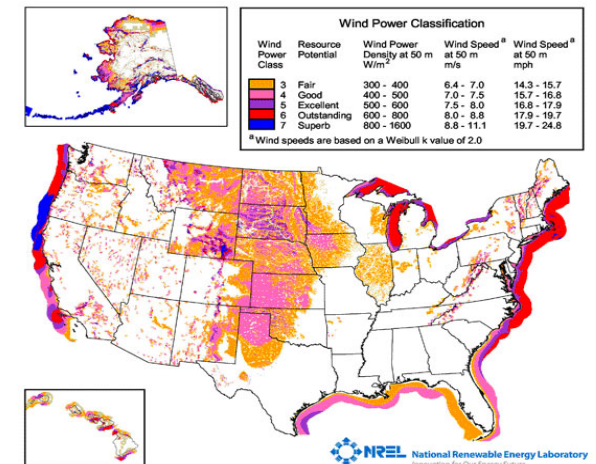 Wind Power Classification
Wind Power Class Resource Potential Wind Power Density at 50 m W/m² Wind Speed ª at 50 m m/s Wind Speed ª at 50 m mph
3 Fair 300 - 400 6.4 - 7.0 14.3 - 15.7
4 Good 400 - 500 7.0 - 7.5 15.7 - 16.8
5 Excellent 500 - 600 7.5 - 8.0 16.8 - 17.9
6 Outstanding 600 - 800 8.0 - 8.8 17.9 - 19.7
7 Superb 800 - 1600 8.8 - 11.1 19.7 - 24.8
ª Wind speeds are based on a Weibull k value of 2.0
NREL National Renewable Energy Laboratory
Innovation for Our Energy Future